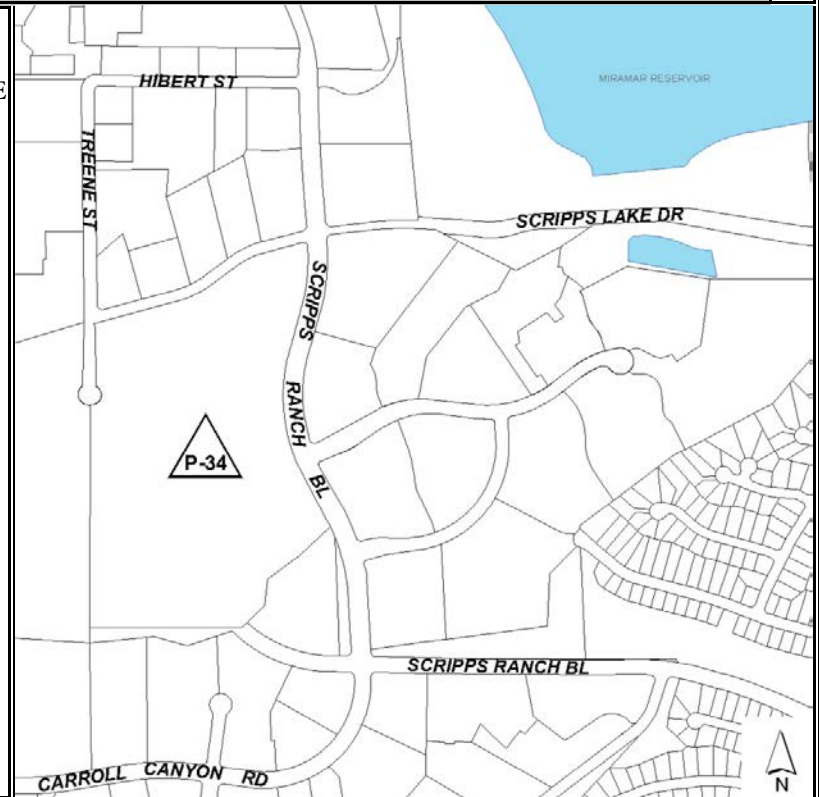 E
MIRAMAR RESERVOIR
HIBERT ST
TREENE ST
SCRIPPS LAKE DR
SCRIPPS
RANCH
BL
P-34
SCRIPPS RANCH BL
CARROLL CANYON RD
N